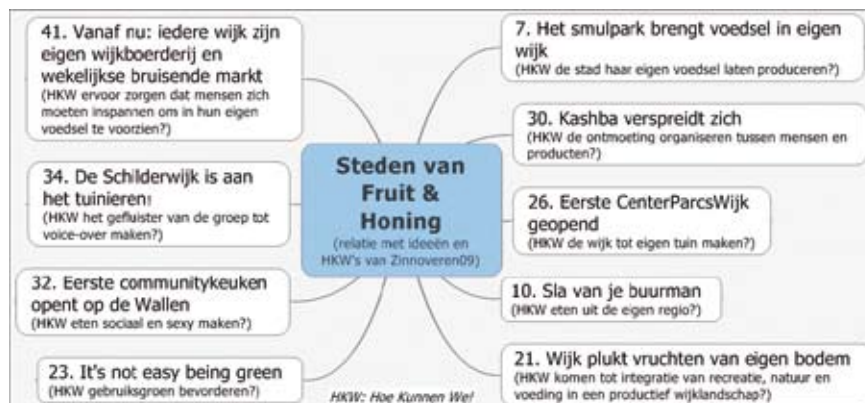 41. Vanaf nu: iedere wijk zijn
eigen wijkboerderij en
wekelijkse bruisende markt
(HKW ervoor zorgen dat mensen zich
moeten inspannen om in hun eigen
voedsel te voorzien?)
34. De Schilderwijk is aan
het tuinieren!
(HKW het gefluister van de groep tot
voice-over maken?)
32. Eerste communitykeuken
opent op de Wallen
(HKW eten sociaal en sexy maken?)
23. It's not easy being green
(HKW gebruiksgroen bevorderen?)
Steden van
Fruit &
Honing
(relatie met ideeën en
HKW's van Zinnoveren09)
7. Het smulpark brengt voedsel in eigen
wijk
(HKW de stad haar eigen voedsel laten produceren?)
30. Kashba verspreidt zich
(HKW de ontmoeting organiseren tussen mensen en
producten?)
26. Eerste CenterParcsWijk
geopend
(HKW de wijk tot eigen tuin maken?)
10. Sla van je buurman
(HKW eten uit de eigen regio?)
21. Wijk plukt vruchten van eigen bodem
(HKW komen tot integratie van recreatie, natuur en
voeding in een productief wijklandschap?)
HKW: Hoe Kunnen We!